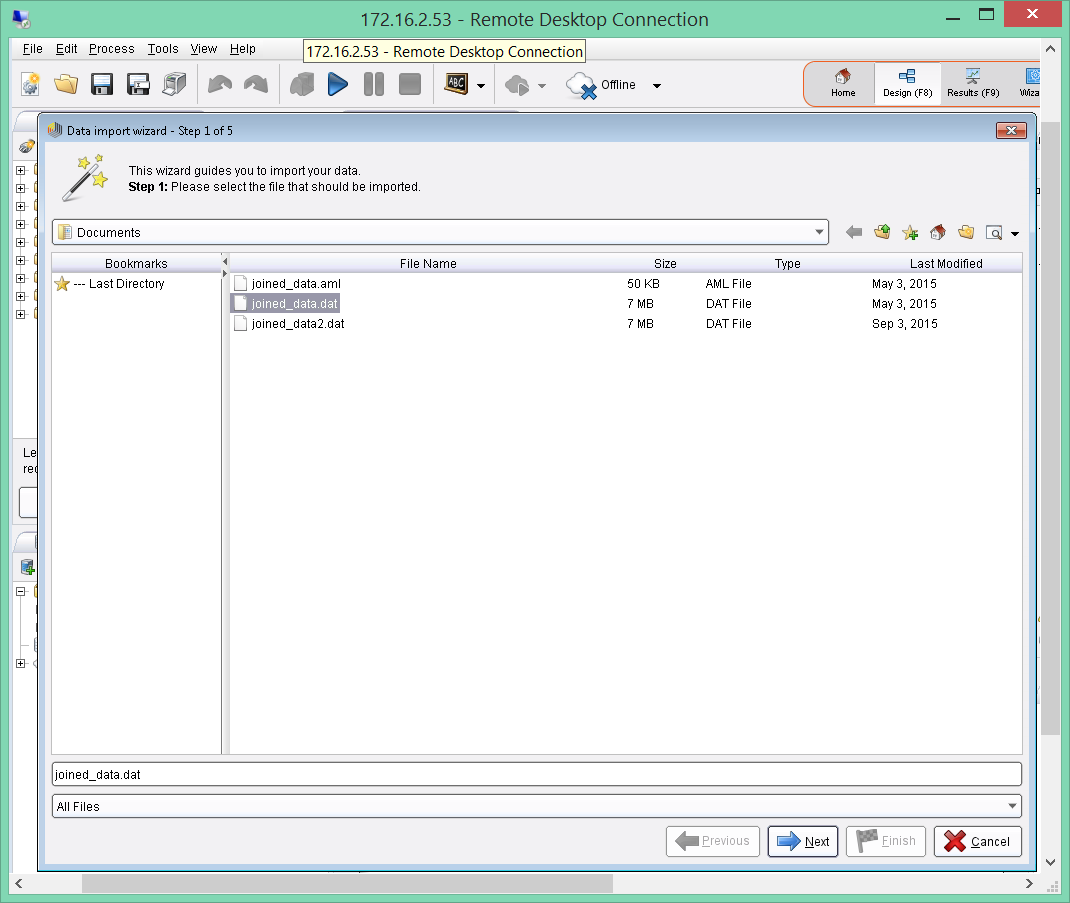 172.16.2.53 - Remote Desktop Connection
File Edit Process Tools View Help
172.16.2.53 - Remote Desktop Connection
ABC
Offline
Home
Design (F8)
Results (F9)
Wiza
Data import wizard - Step 1 of 5
This wizard guides you to import your data.
Step 1: Please select the file that should be imported.
Documents
Bookmarks File Name Size Type Last Modified
--- Last Directory
joined_data.aml 50 KB AML File May 3, 2015
joined_data.dat 7 MB DAT File May 3, 2015
joined_data2.dat 7 MB DAT File Sep 3, 2015
Le
rec
joined_data.dat
All Files
Previous Next Finish Cancel